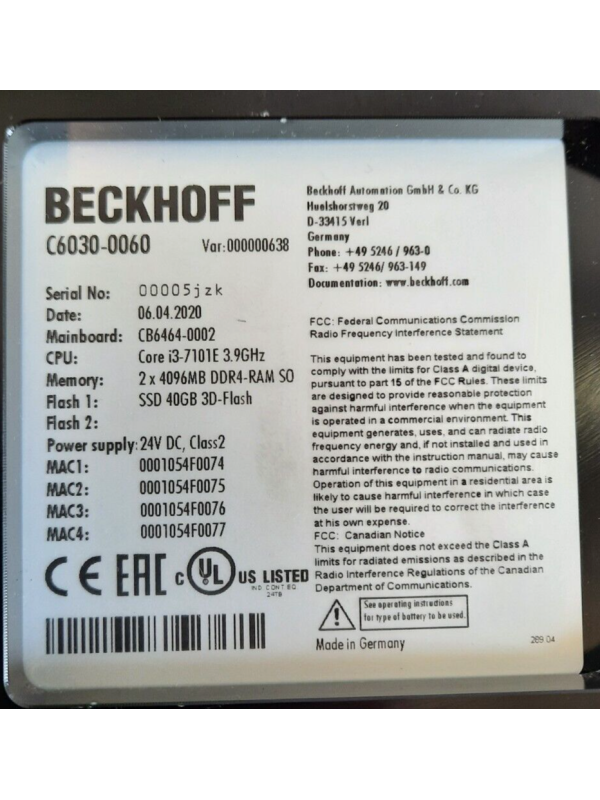 BECKHOFF
C6030-0060 Var:000000638
Serial No: 00005jzk
Date: 06.04.2020
Mainboard: CB6464-0002
CPU: Core i3-7101E 3.9GHz
Memory: 2 x 4096MB DDR4-RAM SO
Flash 1: SSD 40GB 3D-Flash
Flash 2:
Power supply: 24V DC, Class2
MAC1: 0001054F0074
MAC2: 0001054F0075
MAC3: 0001054F0076
MAC4: 0001054F0077
CE EAC c UL US LISTED
IND. CONT. EQ.
24TB
Beckhoff Automation GmbH & Co. KG
Huelshorstweg 20
D-33415 Verl
Germany
Phone: +49 5246 / 963-0
Fax: +49 5246/ 963-149
Documentation: www.beckhoff.com
FCC: Federal Communications Commission
Radio Frequency Interference Statement
This equipment has been tested and found to
comply with the limits for Class A digital device,
pursuant to part 15 of the FCC Rules. These limits
are designed to provide reasonable protection
against harmful interference when the equipment
is operated in a commercial environment. This
equipment generates, uses, and can radiate radio
frequency energy and, if not installed and used in
accordance with the instruction manual, may cause
harmful interference to radio communications.
Operation of this equipment in a residential area is
likely to cause harmful interference in which case
the user will be required to correct the interference
at his own expense.
FCC: Canadian Notice
This equipment does not exceed the Class A
limits for radiated emissions as described in the
Radio Interference Regulations of the Canadian
Department of Communications.
See operating instructions
for type of battery to be used.
Made in Germany 289.04